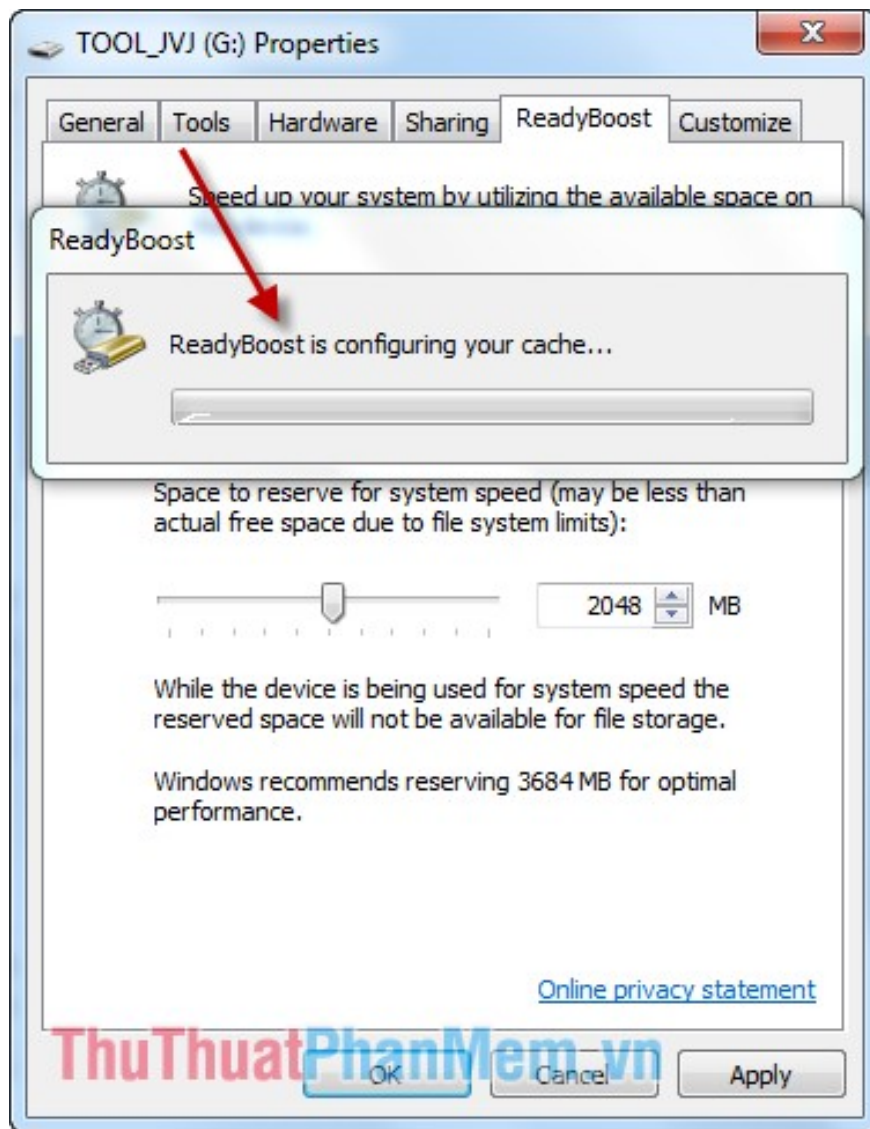 TOOL_JVJ (G:) Properties
General Tools Hardware Sharing ReadyBoost Customize
Speed up your system by utilizing the available space on
ReadyBoost
ReadyBoost is configuring your cache...
Space to reserve for system speed (may be less than
actual free space due to file system limits):
2048 MB
While the device is being used for system speed the
reserved space will not be available for file storage.
Windows recommends reserving 3684 MB for optimal
performance.
Online privacy statement
ThuThuatPhanMem.vn
OK Cancel Apply